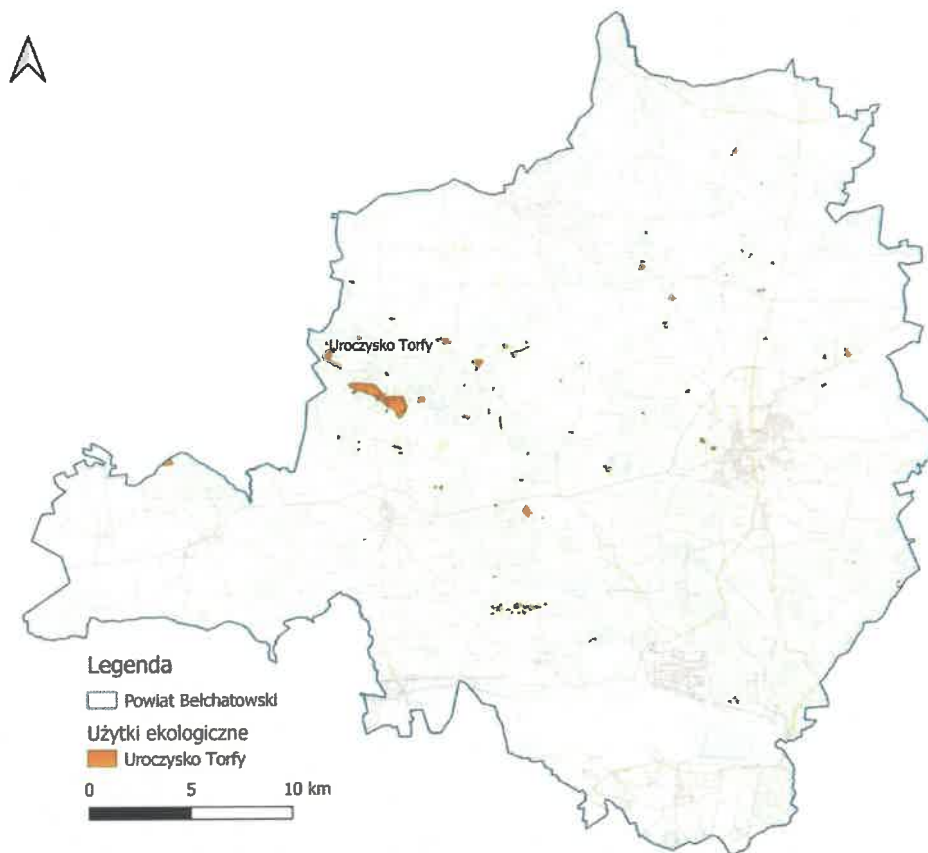 Uroczysko Torfy
Legenda
Powiat Bełchatowski
Użytki ekologiczne
Uroczysko Torfy
0 5 10 km